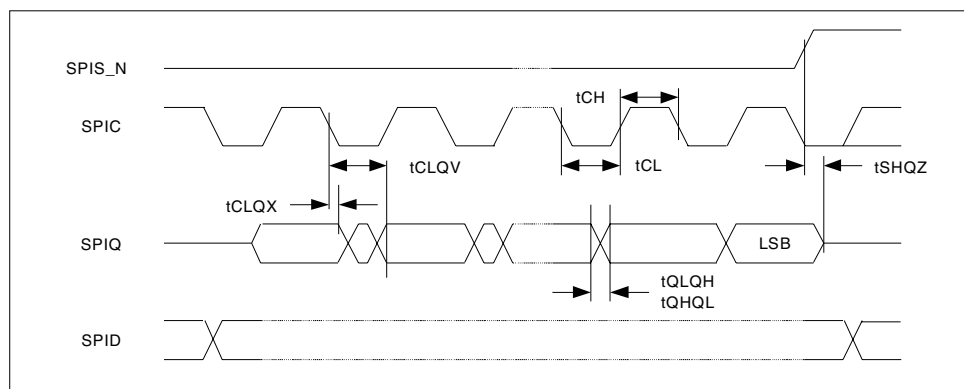 SPIS_N
tCH
SPIC
tCLQV
tCL
tSHQZ
tCLQX
SPIQ
LSB
tQLQH
tQHQL
SPID